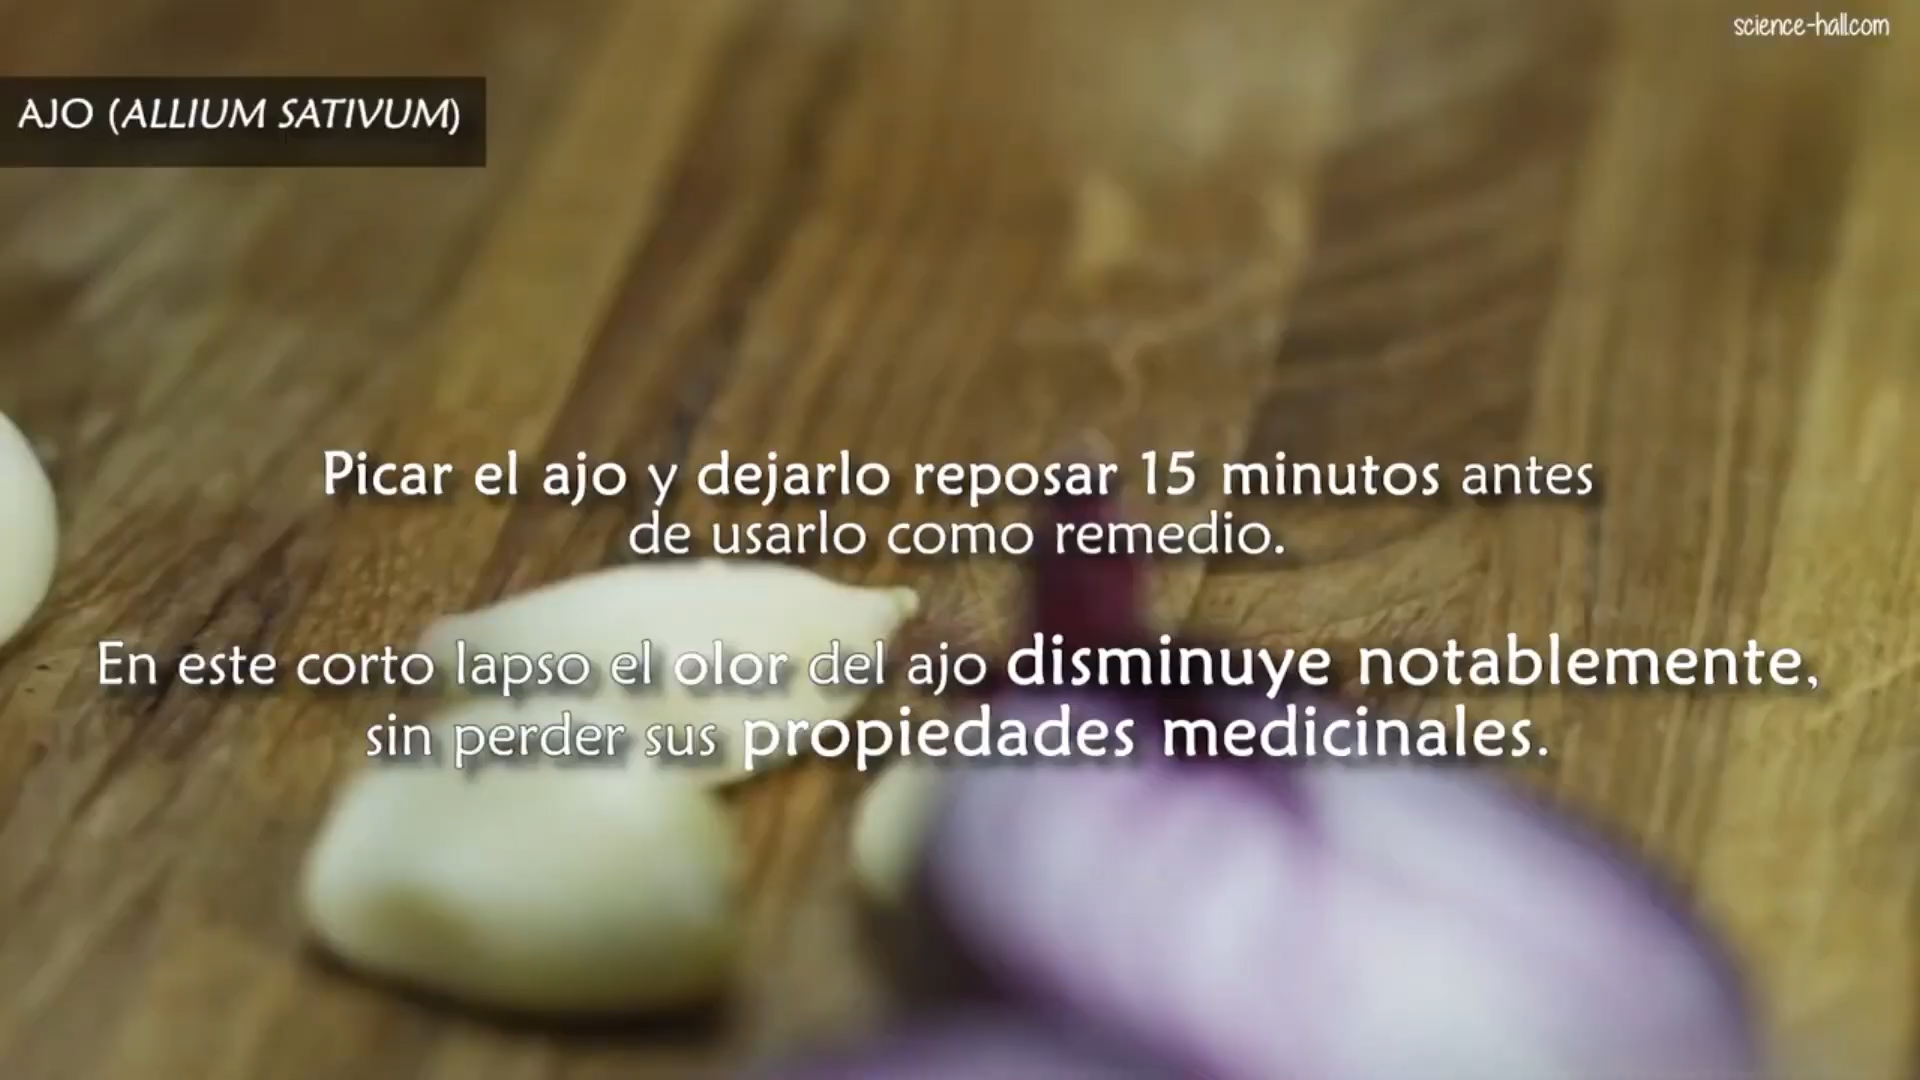 science-hall.com
AJO (ALLIUM SATIVUM)
Picar el ajo y dejarlo reposar 15 minutos antes
de usarlo como remedio.
En este corto lapso el olor del ajo disminuye notablemente,
sin perder sus propiedades medicinales.